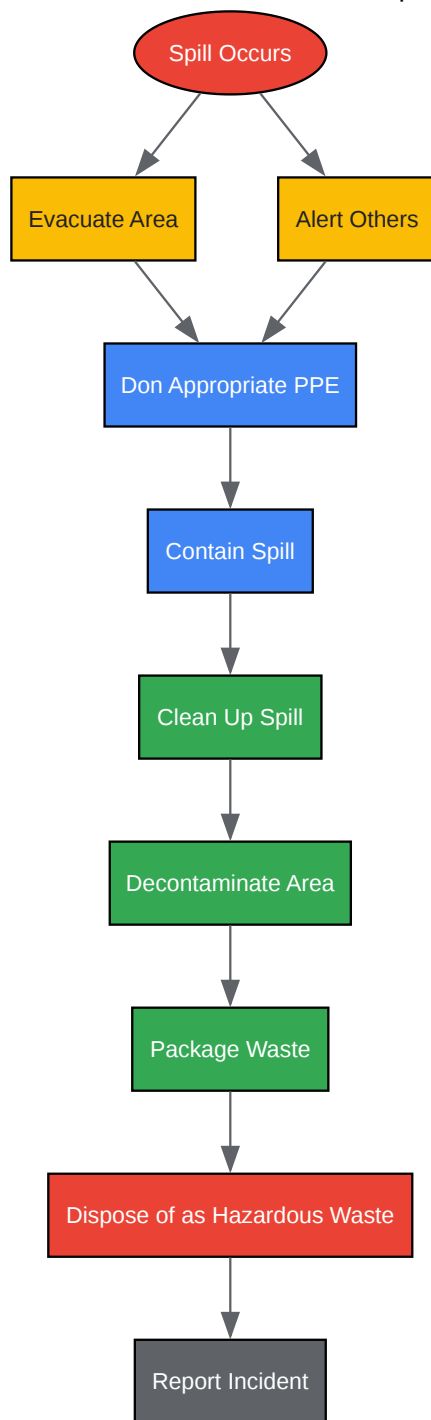 Spill Occurs
Evacuate Area
Alert Others
Don Appropriate PPE
Contain Spill
Clean Up Spill
Decontaminate Area
Package Waste
Dispose of as Hazardous Waste
Report Incident